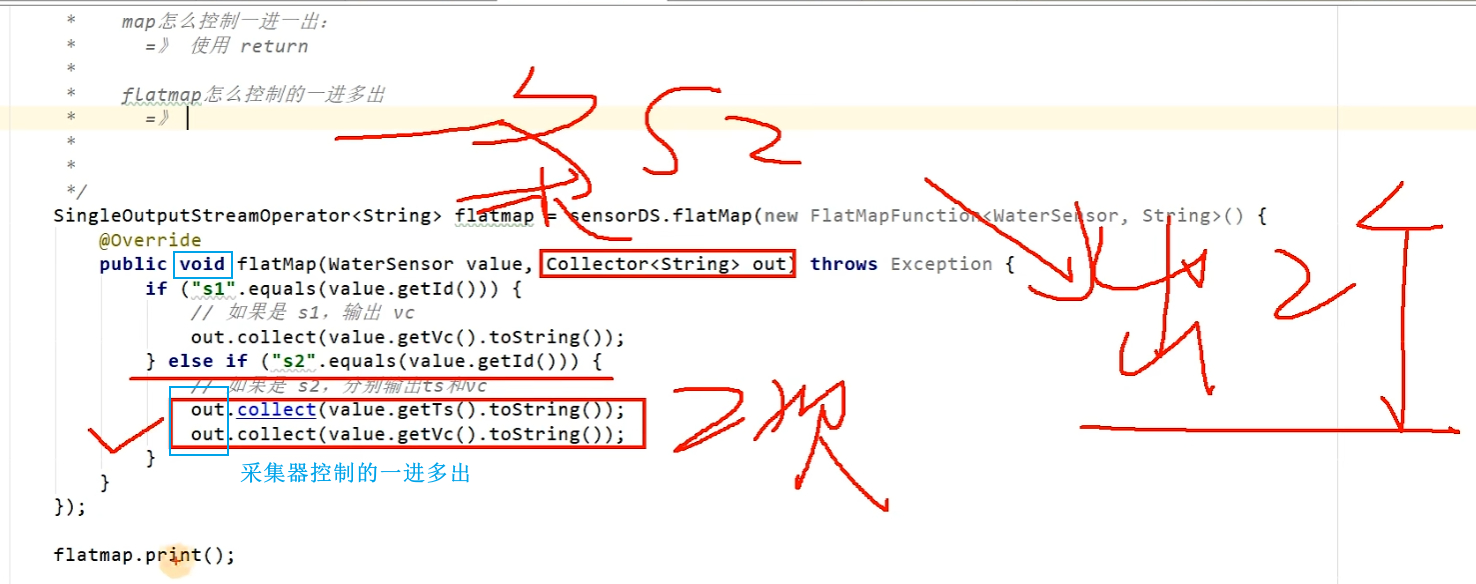 * map怎么控制一进一出：
* =》 使用 return
*
* flatmap怎么控制的一进多出
* =》
*
*
*/
一条 S2
SingleOutputStreamOperator<String> flatmap = sensorDS.flatMap(new FlatMapFunction<WaterSensor, String>() {
@Override
public void flatMap(WaterSensor value, Collector<String> out) throws Exception {
if ("s1".equals(value.getId())) {
// 如果是 s1，输出 vc
out.collect(value.getVc().toString());
} else if ("s2".equals(value.getId())) {
// 如果是 s2，分别输出ts和vc
out.collect(value.getTs().toString());
out.collect(value.getVc().toString());
}
2次
出 2个
采集器控制的一进多出
}
});
flatmap.print();